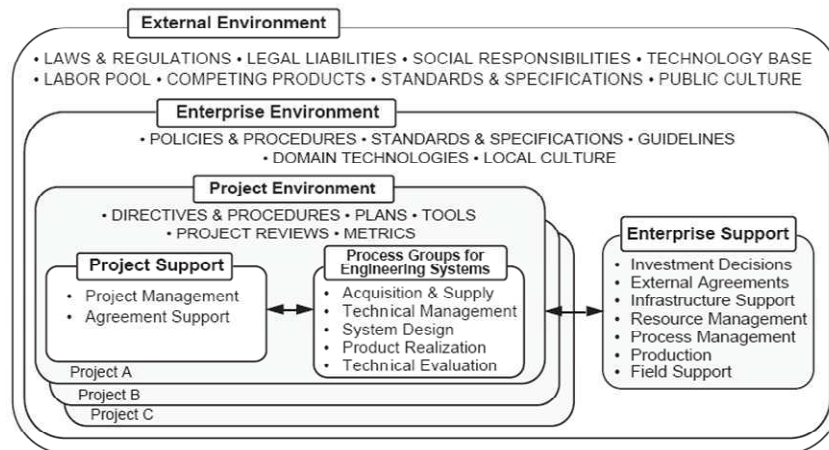 External Environment
• LAWS & REGULATIONS • LEGAL LIABILITIES • SOCIAL RESPONSIBILITIES • TECHNOLOGY BASE
• LABOR POOL • COMPETING PRODUCTS • STANDARDS & SPECIFICATIONS • PUBLIC CULTURE
Enterprise Environment
• POLICIES & PROCEDURES • STANDARDS & SPECIFICATIONS • GUIDELINES
• DOMAIN TECHNOLOGIES • LOCAL CULTURE
Project Environment
• DIRECTIVES & PROCEDURES • PLANS • TOOLS
• PROJECT REVIEWS • METRICS
Project Support
• Project Management
• Agreement Support
Process Groups for
Engineering Systems
• Acquisition & Supply
• Technical Management
• System Design
• Product Realization
• Technical Evaluation
Project A
Project B
Project C
Enterprise Support
• Investment Decisions
• External Agreements
• Infrastructure Support
• Resource Management
• Process Management
• Production
• Field Support